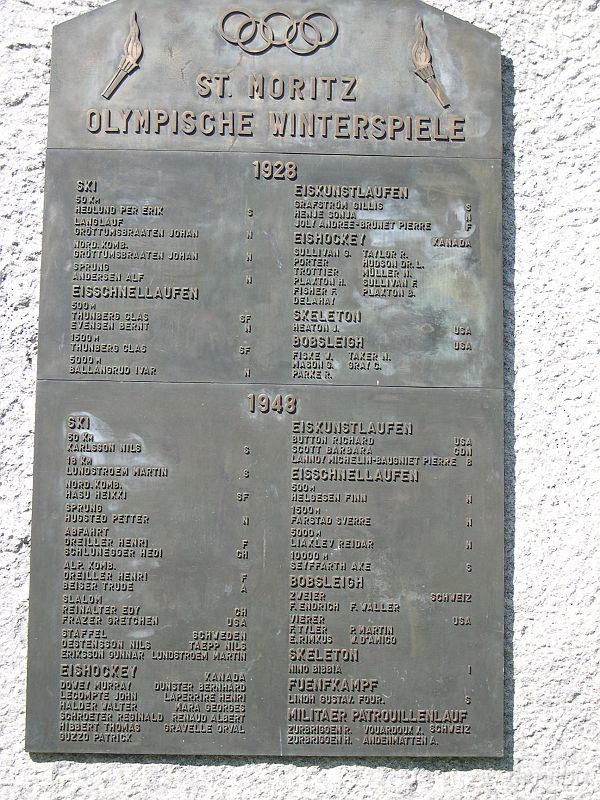 ST. MORITZ
OLYMPISCHE WINTERSPIELE
1928
SKI
50 KM
HEDLUND PER ERIK S
LANGLAUF
GRÖTTUMSBRAATEN JOHAN N
NORD. KOMB.
GRÖTTUMSBRAATEN JOHAN N
SPRUNG
ANDERSEN ALF N
EISSCHNELLAUFEN
500 M
THUNBERG CLAS SF
EVENSEN BERNT N
1500 M
THUNBERG CLAS SF
5000 M
BALLANGRUD IVAR N
EISKUNSTLAUFEN
GRAFSTRÖM GILLIS S
HENJE SONJA N
JOLY ANDREE-BRUNET PIERRE F
EISHOCKEY KANADA
SULLIVAN G. TAYLOR R.
PORTER HUDSON DR. L.
TROTTIER MÜLLER N.
PLAXTON H. SULLIVAN F.
FISHER F. PLAXTON B.
DELAHAY
SKELETON
HEATON J. USA
BOBSLEIGH USA
FISKE W. TAKER N.
MASON G. GRAY C.
PARKE R.
1948
SKI
50 KM
KARLSSON NILS S
18 KM
LUNDSTROEM MARTIN S
NORD. KOMB.
HASU HEIKKI SF
SPRUNG
HUGSTED PETTER N
ABFAHRT
OREILLER HENRI F
SCHLUNEGGER HEDI CH
ALP. KOMB.
OREILLER HENRI F
BEISER TRUDE A
SLALOM
REINALTER EDY CH
FRAZER GRETCHEN USA
STAFFEL SCHWEDEN
OESTENSSON NILS TAEPP NILS
ERIKSSON GUNNAR LUNDSTROEM MARTIN
EISHOCKEY KANADA
DOWEY MURRAY DUNSTER BERNHARD
LECOMPTE JOHN LAPERRIRE HENRI
HALDER WALTER MARA GEORGES
SCHROETER REGINALD RENAUD ALBERT
HIBBERT THOMAS GRAVELLE ORVAL
GUZZO PATRICK
EISKUNSTLAUFEN
BUTTON RICHARD USA
SCOTT BARBARA CDN
LANNOY MICHELIN-BAUGNIET PIERRE B
EISSCHNELLAUFEN
500 M
HELGESEN FINN N
1500 M
FARSTAD SVERRE N
5000 M
LIAKLEV REIDAR N
10000 M
SEYFFARTH AKE S
BOBSLEIGH
ZWEIER SCHWEIZ
F. ENDRICH F. WALLER
VIERER USA
F. TYLER P. MARTIN
E. RIMKUS W. D'AMICO
SKELETON
NINO BIBBIA I
FUENFKAMPF
LINDH GUSTAV FOUR. S
MILITAER PATROUILLENLAUF
ZURBRIGGEN R. VOUARDOUX X. SCHWEIZ
ZURBRIGGEN H. ANDENMATTEN A.